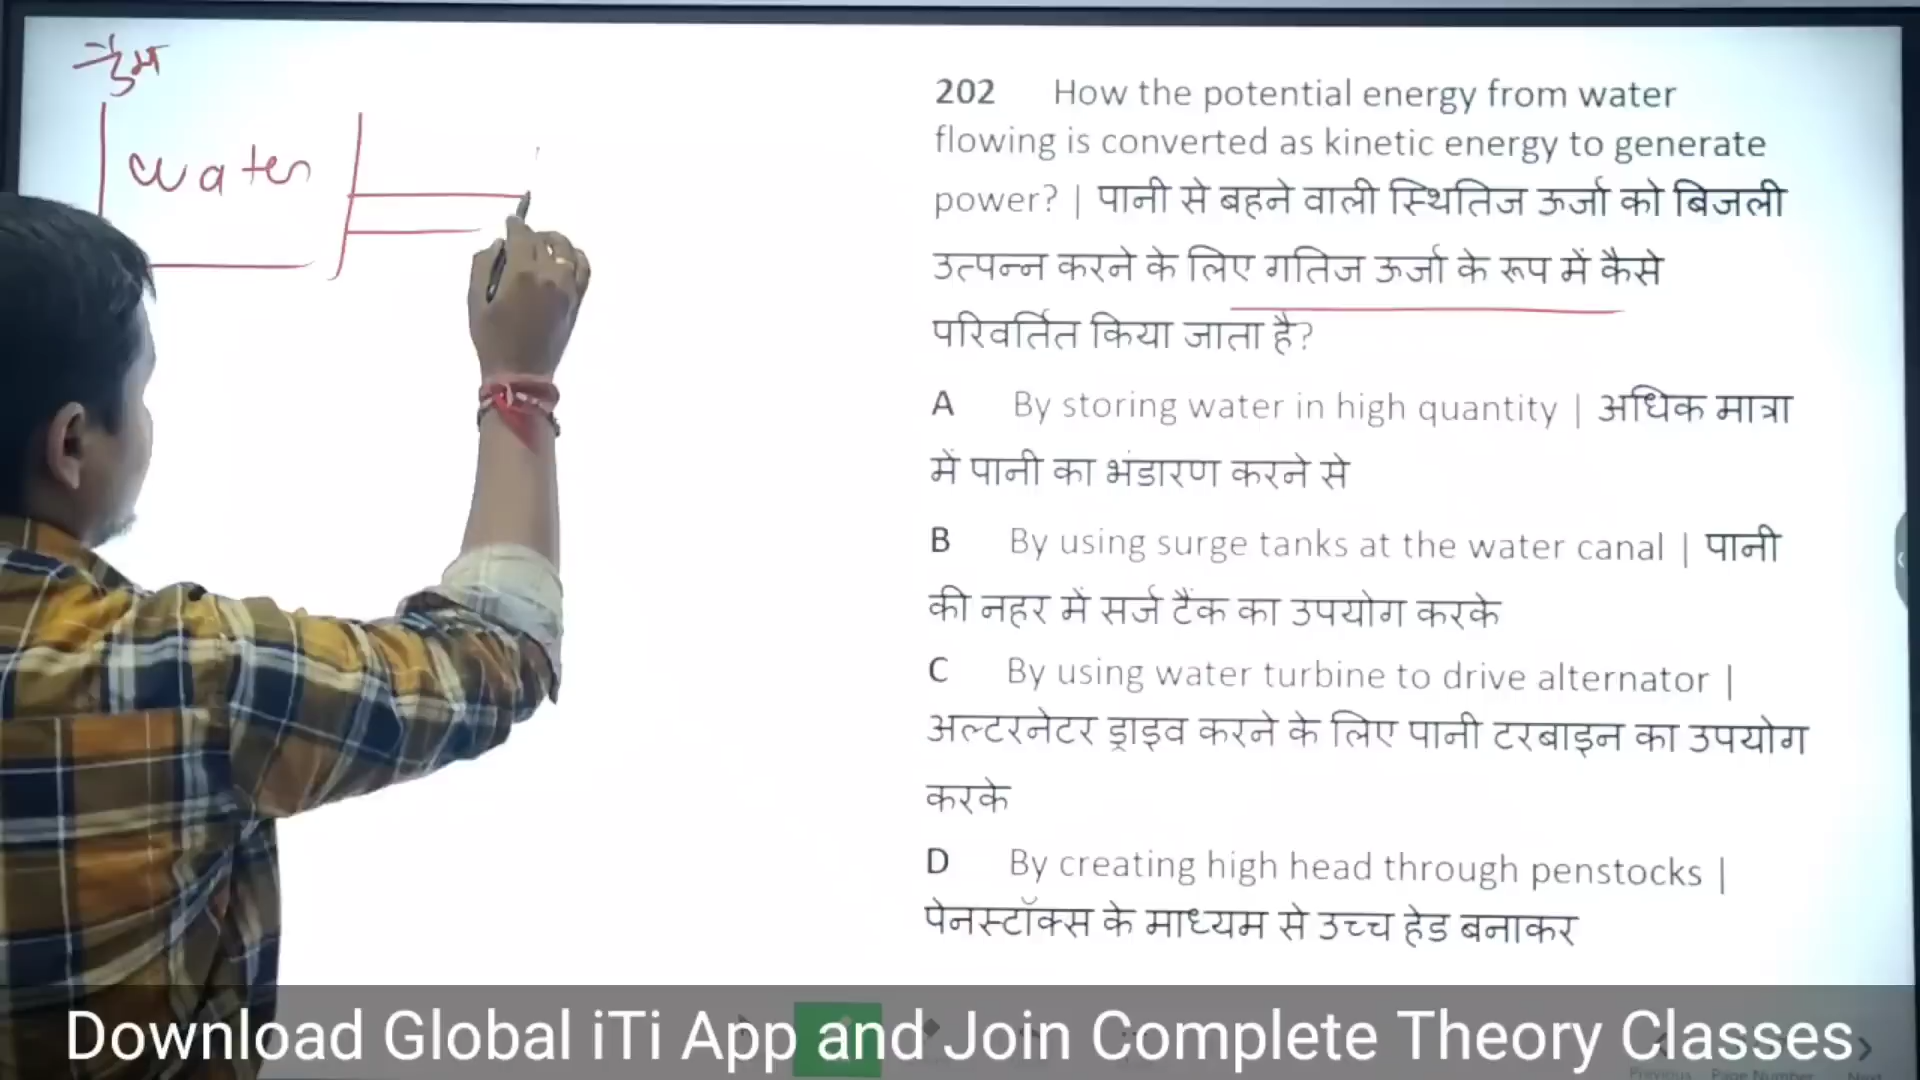 water
202 How the potential energy from water
flowing is converted as kinetic energy to generate
power? | पानी से बहने वाली स्थितिज ऊर्जा को बिजली
उत्पन्न करने के लिए गतिज ऊर्जा के रूप में कैसे
परिवर्तित किया जाता है?
A By storing water in high quantity | अधिक मात्रा
में पानी का भंडारण करने से
B By using surge tanks at the water canal | पानी
की नहर में सर्ज टैंक का उपयोग करके
C By using water turbine to drive alternator |
अल्टरनेटर ड्राइव करने के लिए पानी टरबाइन का उपयोग
करके
D By creating high head through penstocks |
पेनस्टॉक्स के माध्यम से उच्च हेड बनाकर
Download Global iTi App and Join Complete Theory Classes
Previous Page Number Next